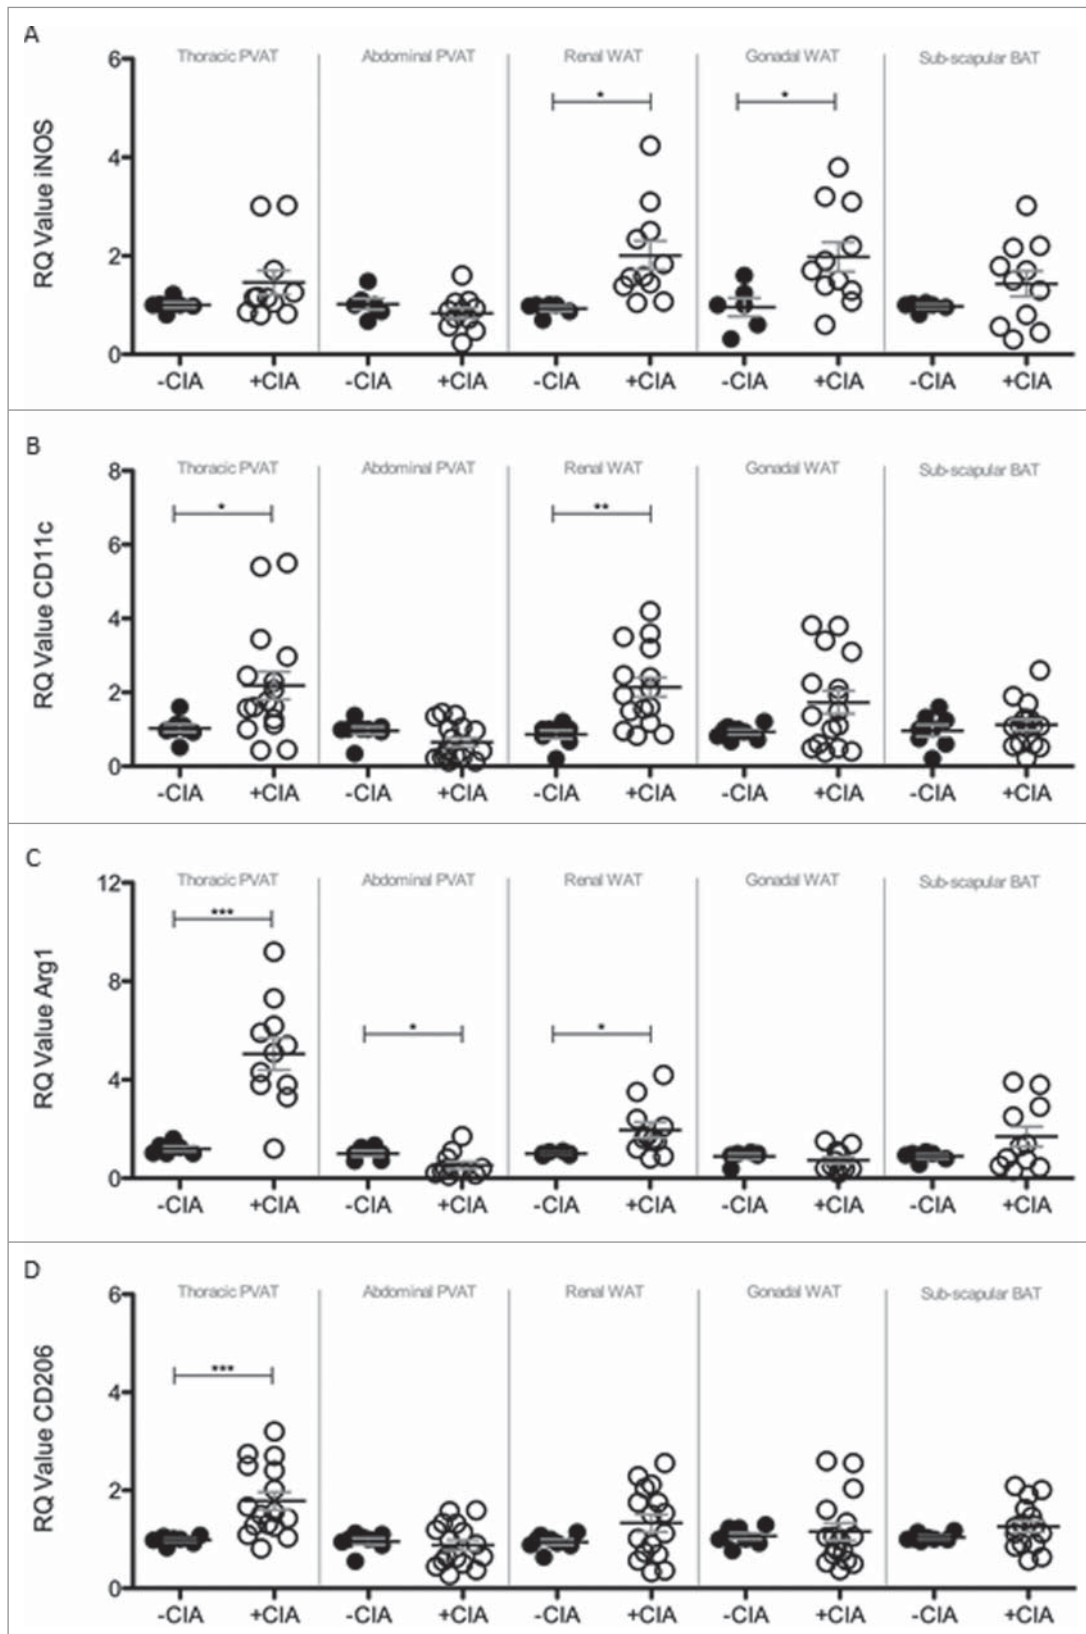 A
Thoracic PVAT Abdominal PVAT Renal WAT Gonadal WAT Sub-scapular BAT
RQ Value iNOS
6
4
2
0
* *
-CIA +CIA -CIA +CIA -CIA +CIA -CIA +CIA -CIA +CIA
B
Thoracic PVAT Abdominal PVAT Renal WAT Gonadal WAT Sub-scapular BAT
RQ Value CD11c
8
6
4
2
0
* **
-CIA +CIA -CIA +CIA -CIA +CIA -CIA +CIA -CIA +CIA
C
Thoracic PVAT Abdominal PVAT Renal WAT Gonadal WAT Sub-scapular BAT
RQ Value Arg1
12
8
4
0
*** * *
-CIA +CIA -CIA +CIA -CIA +CIA -CIA +CIA -CIA +CIA
D
Thoracic PVAT Abdominal PVAT Renal WAT Gonadal WAT Sub-scapular BAT
RQ Value CD206
6
4
2
0
***
-CIA +CIA -CIA +CIA -CIA +CIA -CIA +CIA -CIA +CIA